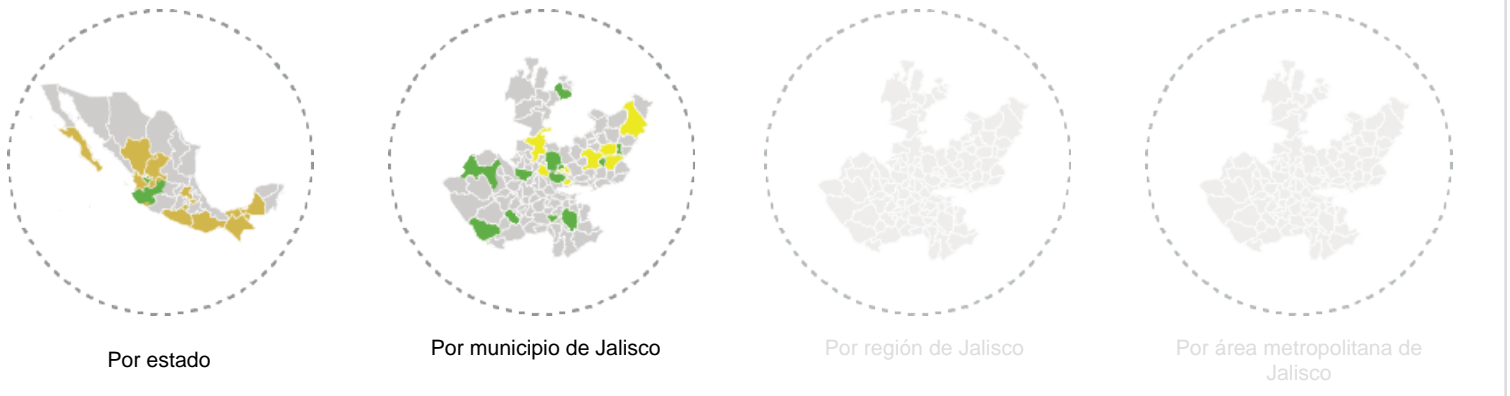 Por estado
Por municipio de Jalisco
Por región de Jalisco
Por área metropolitana de
Jalisco